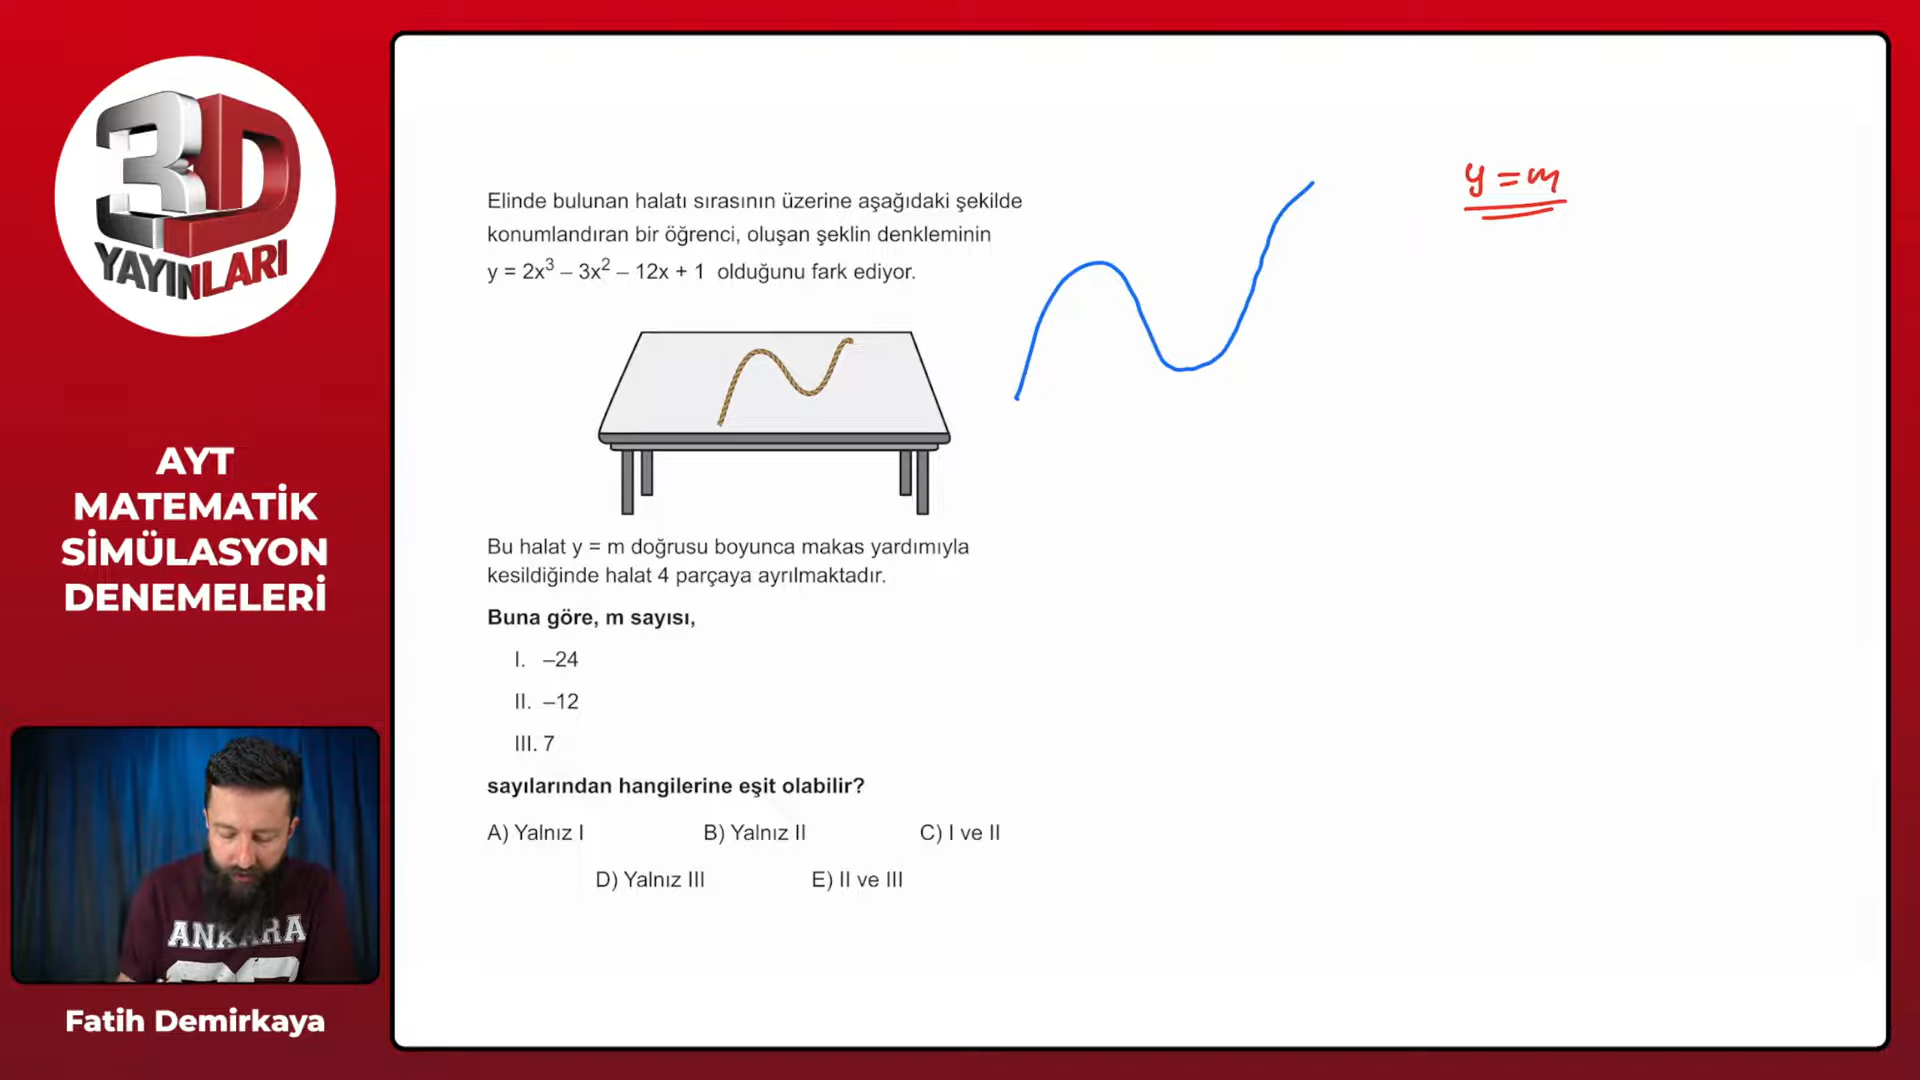 3D
YAYINLARI
AYT
MATEMATİK
SİMÜLASYON
DENEMELERİ
ANKARA
Fatih Demirkaya
Elinde bulunan halatı sırasının üzerine aşağıdaki şekilde
konumlandıran bir öğrenci, oluşan şeklin denkleminin
y = 2x³ – 3x² – 12x + 1 olduğunu fark ediyor.
y = m
Bu halat y = m doğrusu boyunca makas yardımıyla
kesildiğinde halat 4 parçaya ayrılmaktadır.
Buna göre, m sayısı,
I. –24
II. –12
III. 7
sayılarından hangilerine eşit olabilir?
A) Yalnız I B) Yalnız II C) I ve II
D) Yalnız III E) II ve III